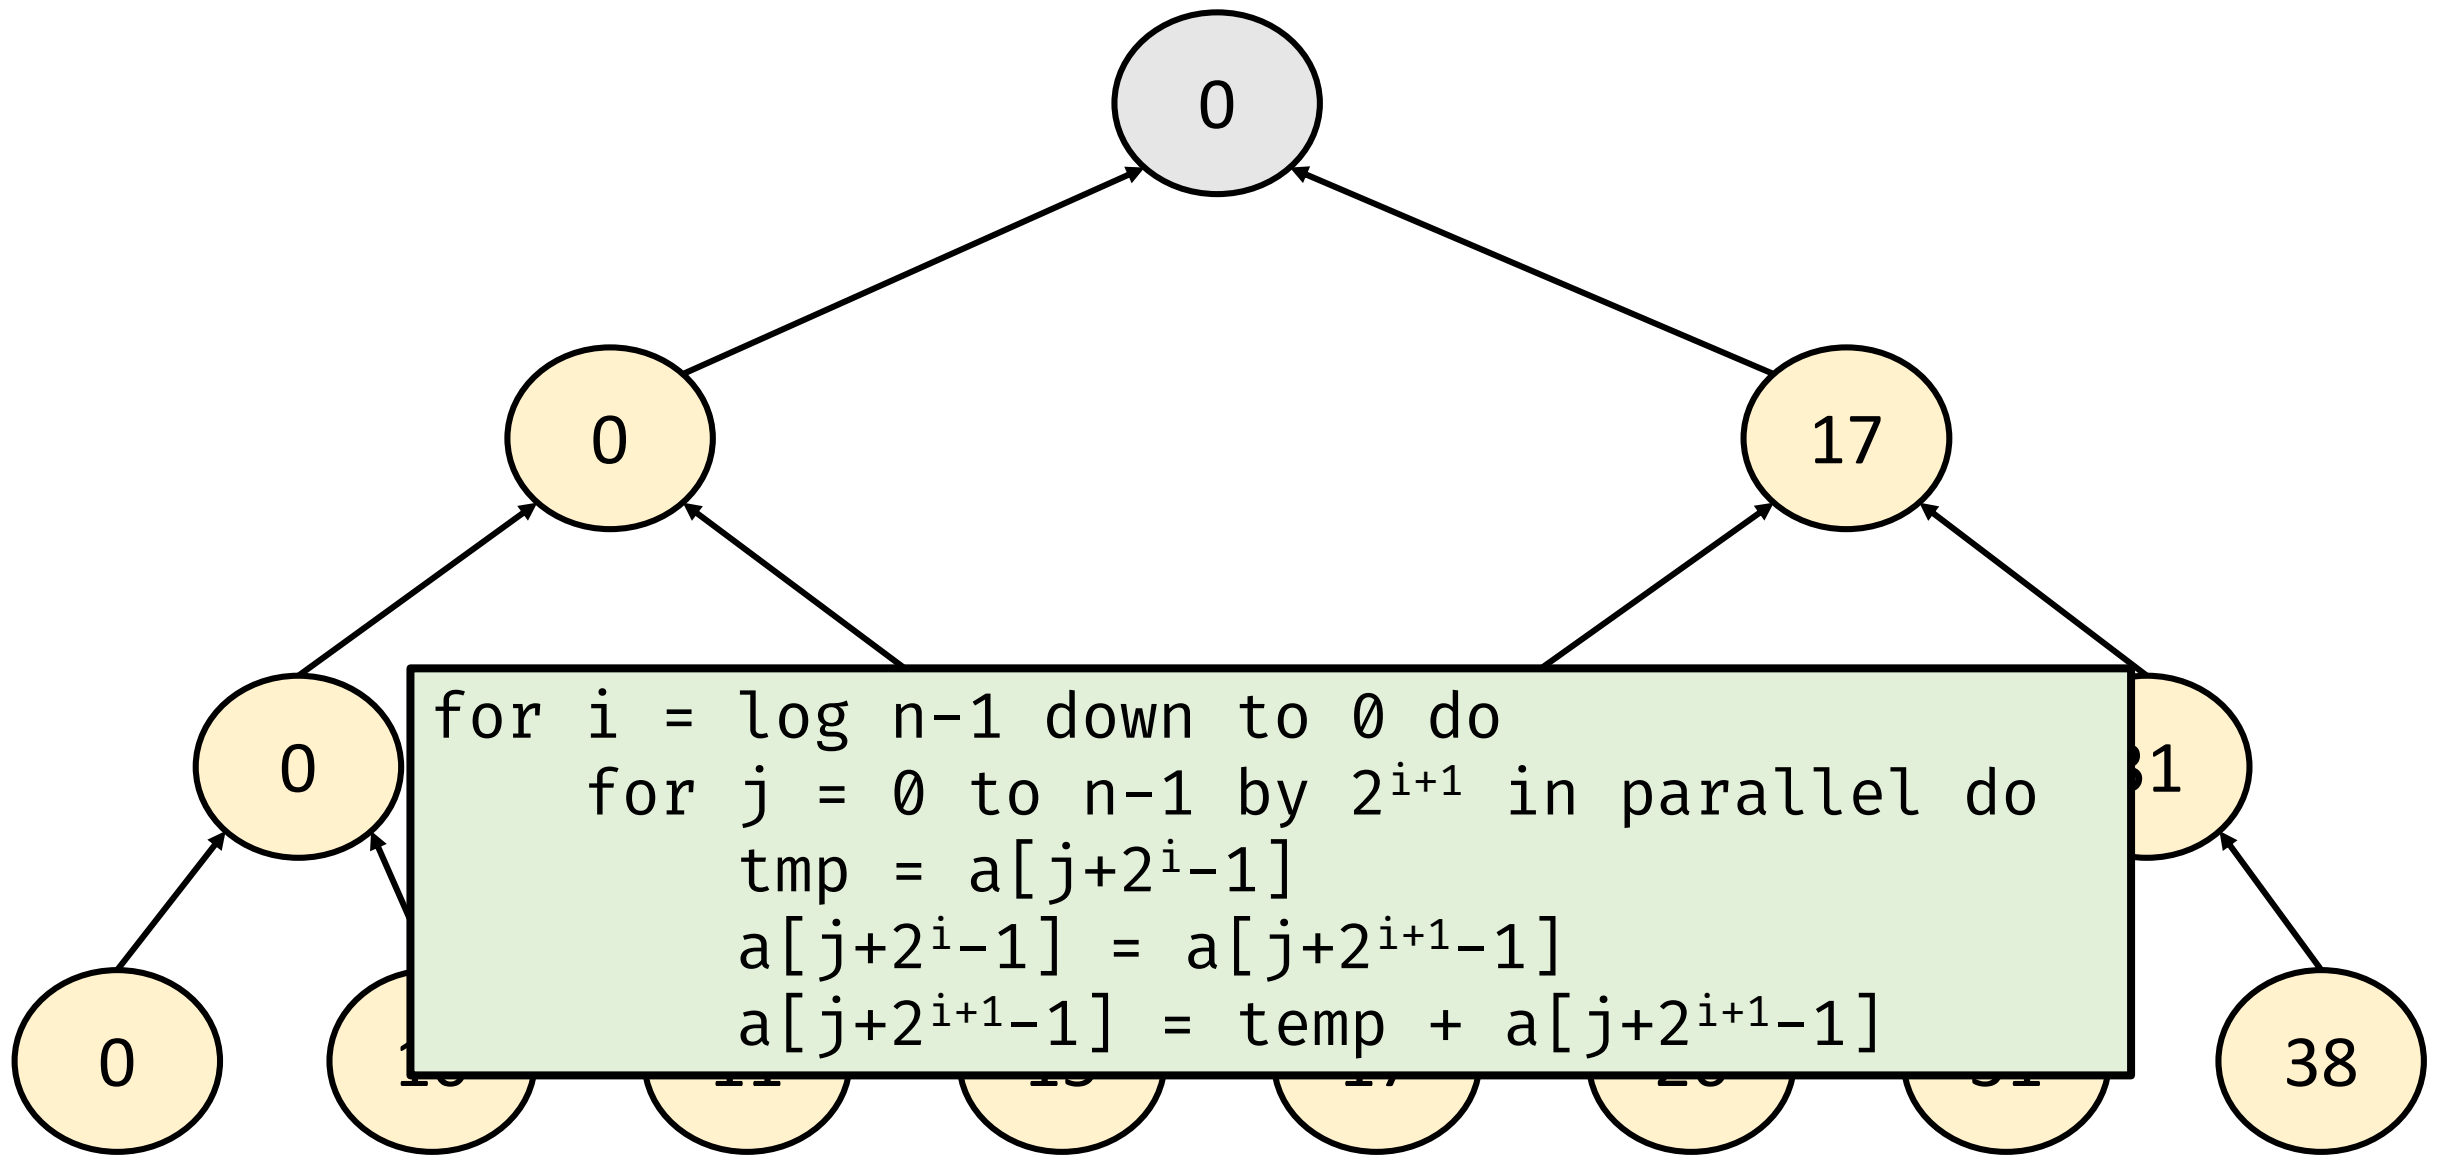 0
0 17
for i = log n-1 down to 0 do
for j = 0 to n-1 by 2ⁱ⁺¹ in parallel do
tmp = a[j+2ⁱ-1]
a[j+2ⁱ-1] = a[j+2ⁱ⁺¹-1]
a[j+2ⁱ⁺¹-1] = temp + a[j+2ⁱ⁺¹-1]
0
0 38